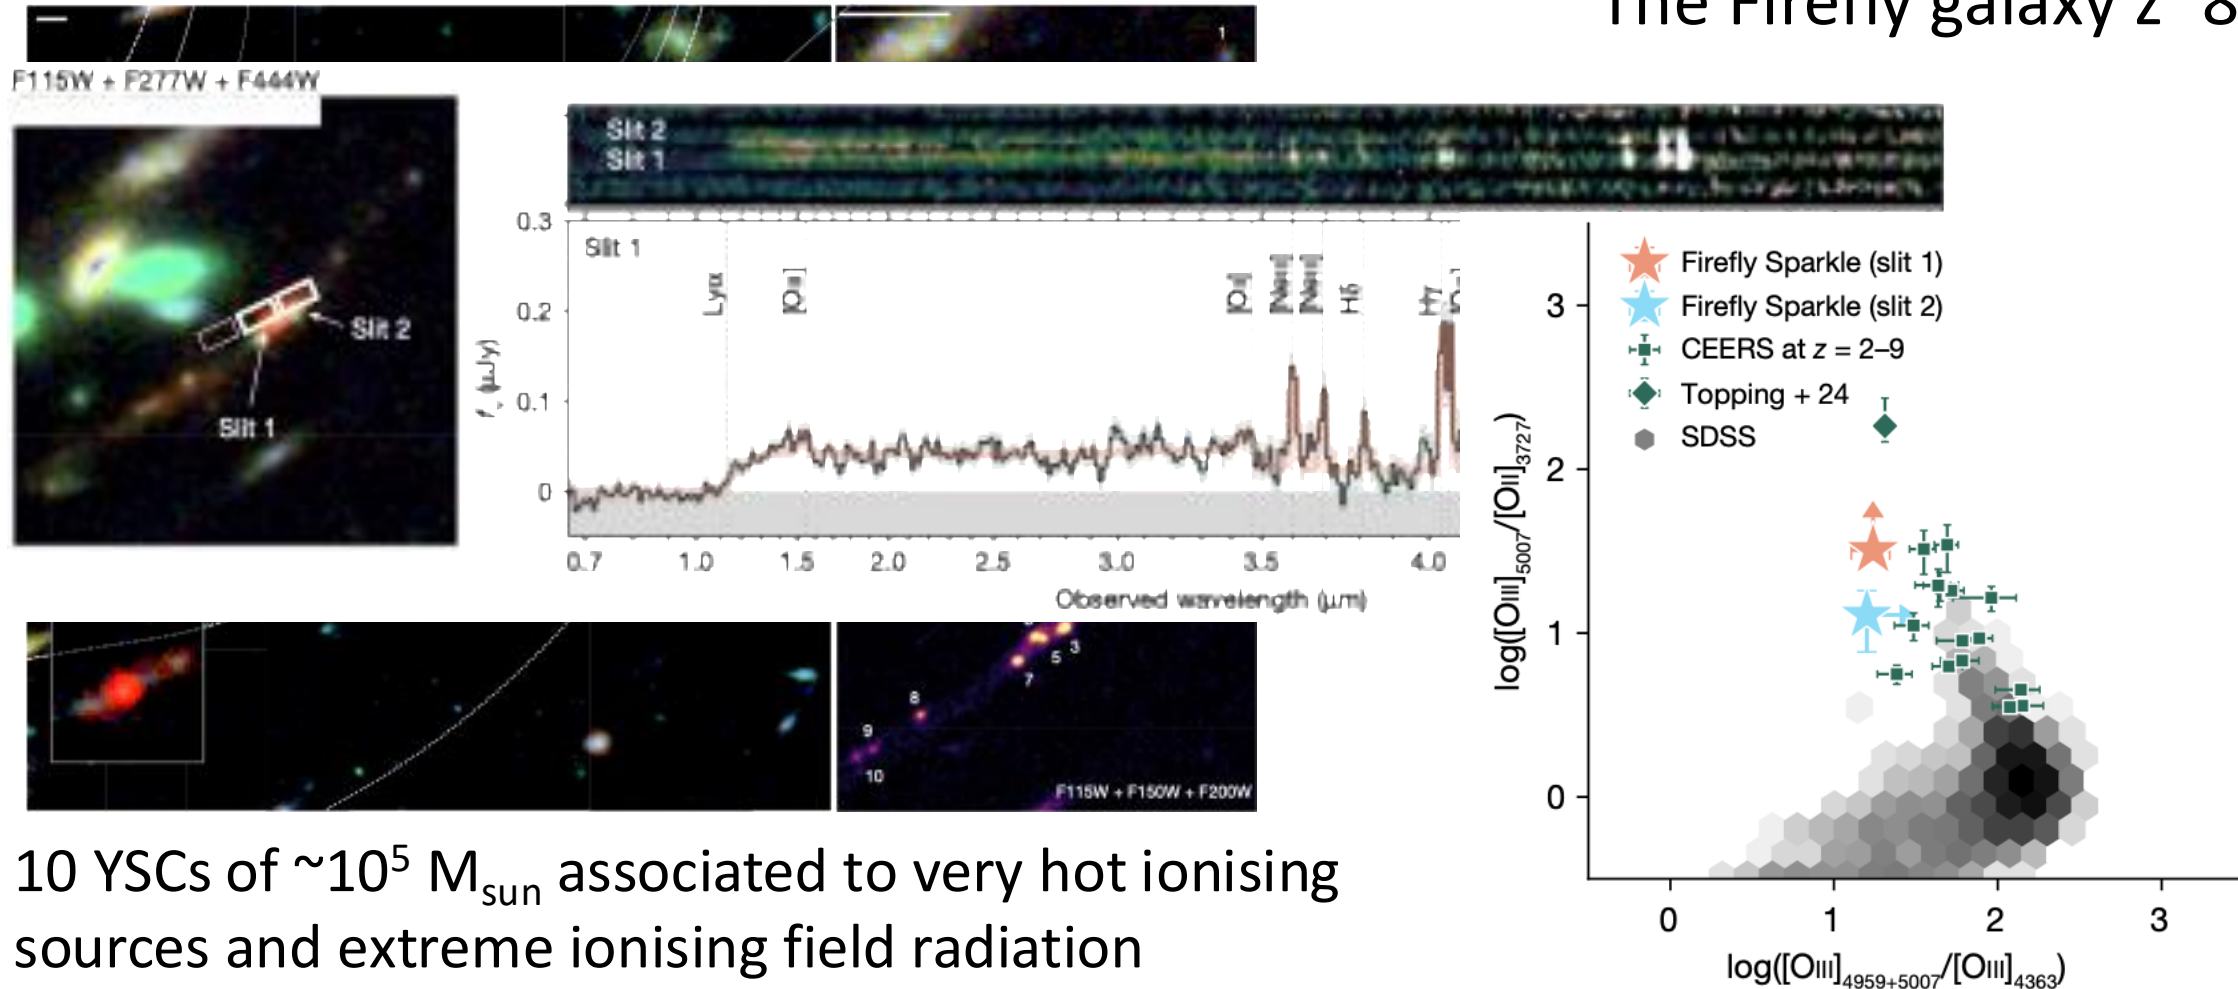 The Firefly galaxy z~8
1
F115W + F277W + F444W
Slit 2
Slit 1
Slit 2
Slit 1
0.3
0.2
0.1
0
fν (μJy)
Slit 1
Lyα
[OII]
[NeIII]
[NeIII]
Hδ
Hγ
0.7 1.0 1.5 2.0 2.5 3.0 3.5 4.0
Observed wavelength (μm)
Firefly Sparkle (slit 1)
Firefly Sparkle (slit 2)
CEERS at z = 2–9
Topping + 24
SDSS
3
2
1
0
log([OIII]5007/[OII]3727)
0 1 2 3
log([OIII]4959+5007/[OIII]4363)
3
5
7
8
9
10
F115W + F150W + F200W
10 YSCs of ~10⁵ Msun associated to very hot ionising
sources and extreme ionising field radiation